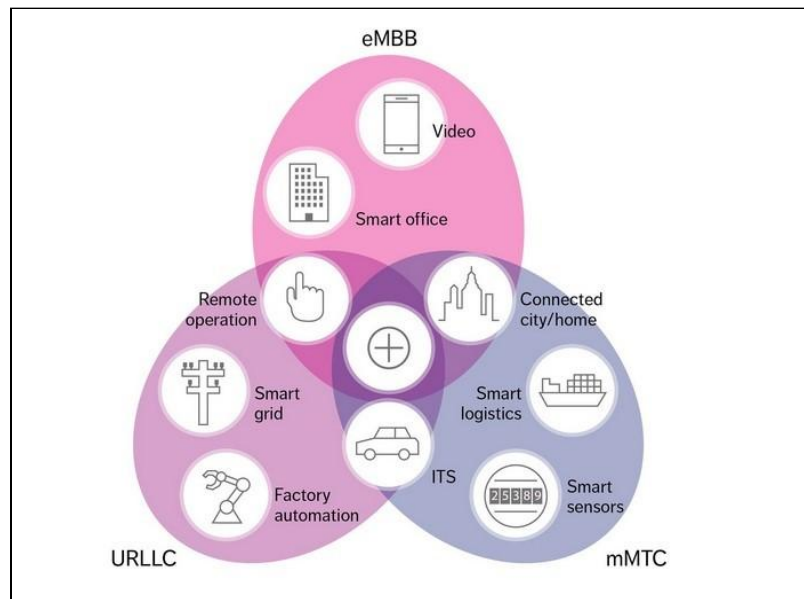 eMBB
Video
Smart office
Remote
operation
Connected
city/home
Smart
grid
Smart
logistics
ITS
Factory
automation
25389
Smart
sensors
URLLC
mMTC